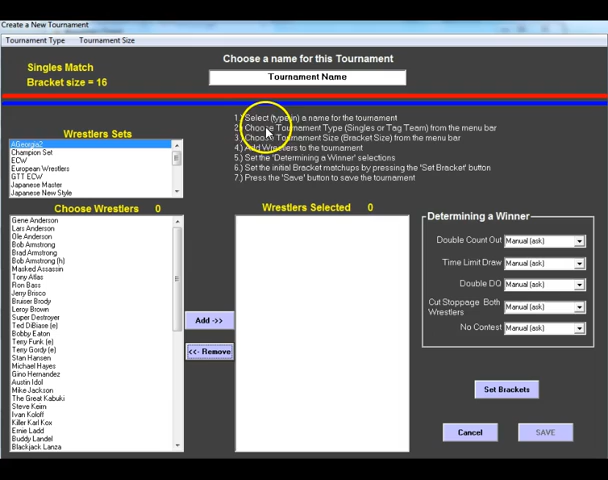 Create a New Tournament
Tournament Type Tournament Size
Singles Match
Bracket size = 16
Choose a name for this Tournament
Tournament Name
1.) Select (type in) a name for the tournament
2.) Choose Tournament Type (Singles or Tag Team) from the menu bar
3.) Choose Tournament Size (Bracket Size) from the menu bar
4.) Add Wrestlers to the tournament
5.) Set the 'Determining a Winner' selections
6.) Set the initial Bracket matchups by pressing the 'Set Bracket' button
7.) Press the 'Save' button to save the tournament
Wrestlers Sets
AGeorgia2
Champion Set
ECW
European Wrestlers
GTT ECW
Japanese Master
Japanese New Style
Choose Wrestlers 0
Gene Anderson
Lars Anderson
Ole Anderson
Bob Armstrong
Brad Armstrong
Bob Armstrong (h)
Masked Assassin
Tony Atlas
Ron Bass
Jerry Brisco
Bruiser Brody
Leroy Brown
Super Destroyer
Ted DiBiase (e)
Bobby Eaton
Terry Funk (e)
Terry Gordy (e)
Stan Hansen
Michael Hayes
Gino Hernandez
Austin Idol
Mike Jackson
The Great Kabuki
Steve Keirn
Ivan Koloff
Killer Karl Kox
Ernie Ladd
Buddy Landel
Blackjack Lanza
Add ->>
<<- Remove
Wrestlers Selected 0
Determining a Winner
Double Count Out Manual (ask)
Time Limit Draw Manual (ask)
Double DQ Manual (ask)
Cut Stoppage Both Wrestlers Manual (ask)
No Contest Manual (ask)
Set Brackets
Cancel SAVE